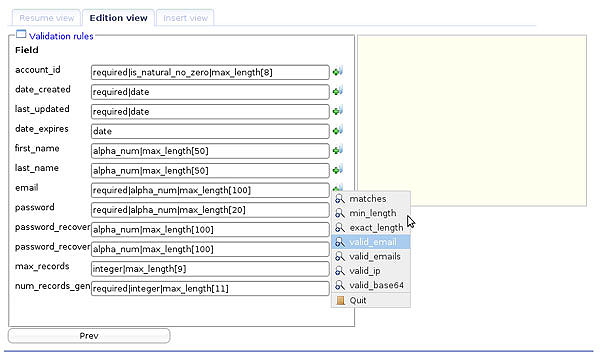 Resume view Edition view Insert view
Validation rules
Field
account_id required|is_natural_no_zero|max_length[8]
date_created required|date
last_updated required|date
date_expires date
first_name alpha_num|max_length[50]
last_name alpha_num|max_length[50]
email required|alpha_num|max_length[100]
password required|alpha_num|max_length[20]
password_recover alpha_num|max_length[100]
password_recover alpha_num|max_length[100]
max_records integer|max_length[9]
num_records_gen required|integer|max_length[11]
matches
min_length
exact_length
valid_email
valid_emails
valid_ip
valid_base64
Quit
Prev